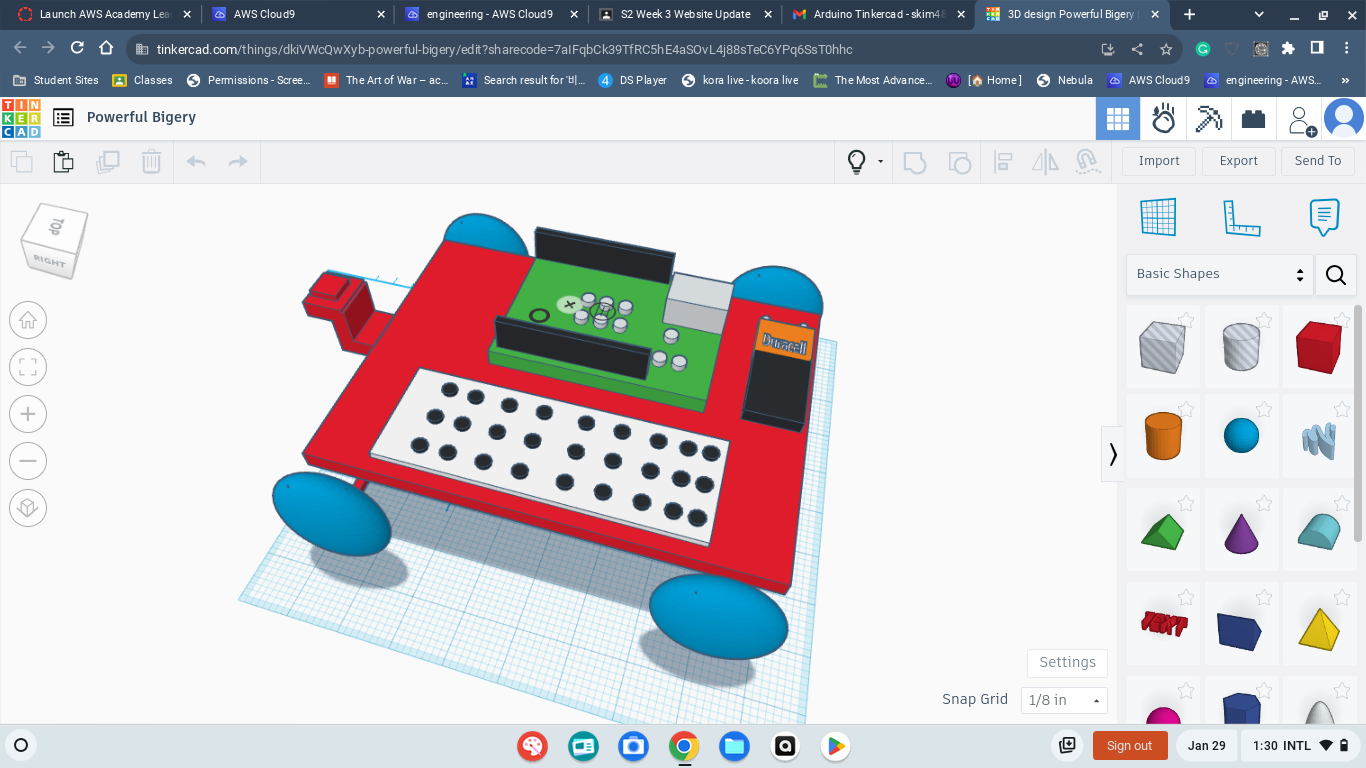 Launch AWS Academy Lea
AWS Cloud9
engineering - AWS Cloud9
S2 Week 3 Website Update
Arduino Tinkercad - skim48
3D design Powerful Bigery |
tinkercad.com/things/dkiVWcQwXyb-powerful-bigery/edit?sharecode=7aIFqbCk39TfRC5hE4aSOvL4j88sTeC6YPq6SsT0hhc
Student Sites
Classes
Permissions - Scree...
The Art of War – ac...
Search result for '비|...
DS Player
kora live - koora live
The Most Advance...
[🏠 Home ]
Nebula
AWS Cloud9
engineering - AWS...
»
TIN
KER
CAD
Powerful Bigery
Import
Export
Send To
TOP
RIGHT
Duracell
Basic Shapes
TEXT
Settings
Snap Grid
1/8 in
Sign out
Jan 29
1:30 INTL